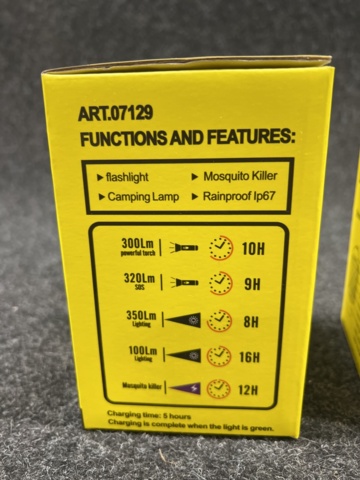 ART.07129
FUNCTIONS AND FEATURES:
flashlight Mosquito Killer
Camping Lamp Rainproof Ip67
300Lm 10H
powerful torch
320Lm 9H
SOS
350Lm 8H
Lighting
100Lm 16H
Lighting
Mosquito killer 12H
Charging time: 5 hours
Charging is complete when the light is green.